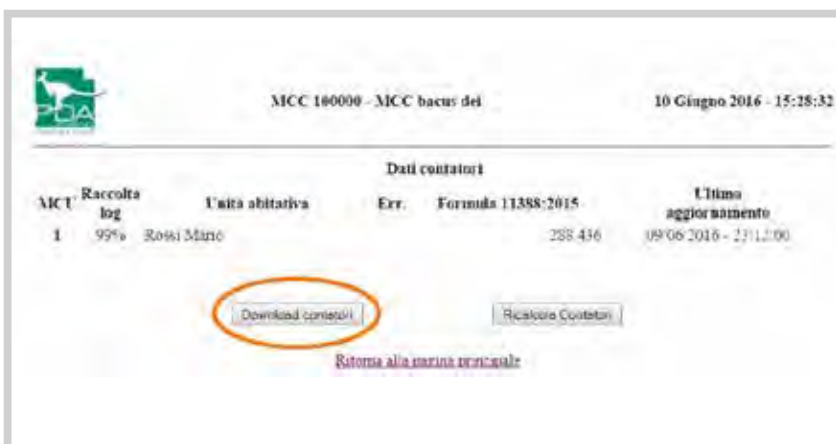 PDA
MCC 100000 - MCC bacus dei
10 Giugno 2016 - 15:28:32
Dati contatori
MCU Raccolta log Unità abitativa Err. Formula 11388:2015 Ultimo aggiornamento
1 99% Rossi Mario 288.436 09/06/2016 - 23:12:00
Download contatori
Ricalcola Contatori
Ritorna alla pagina principale